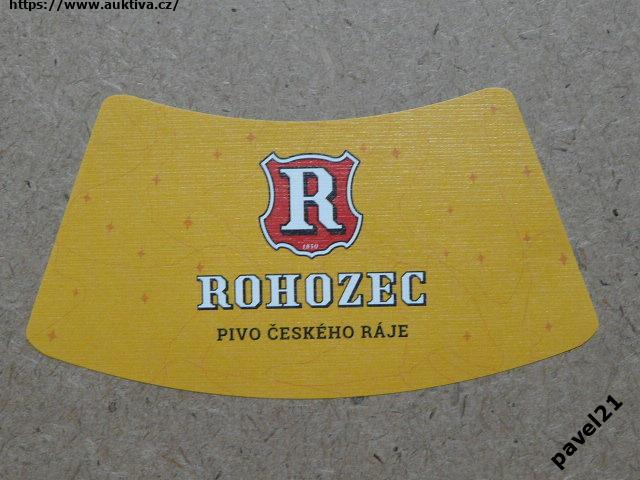 https://www.auktiva.cz/
R
1850
ROHOZEC
PIVO ČESKÉHO RÁJE
pavel21